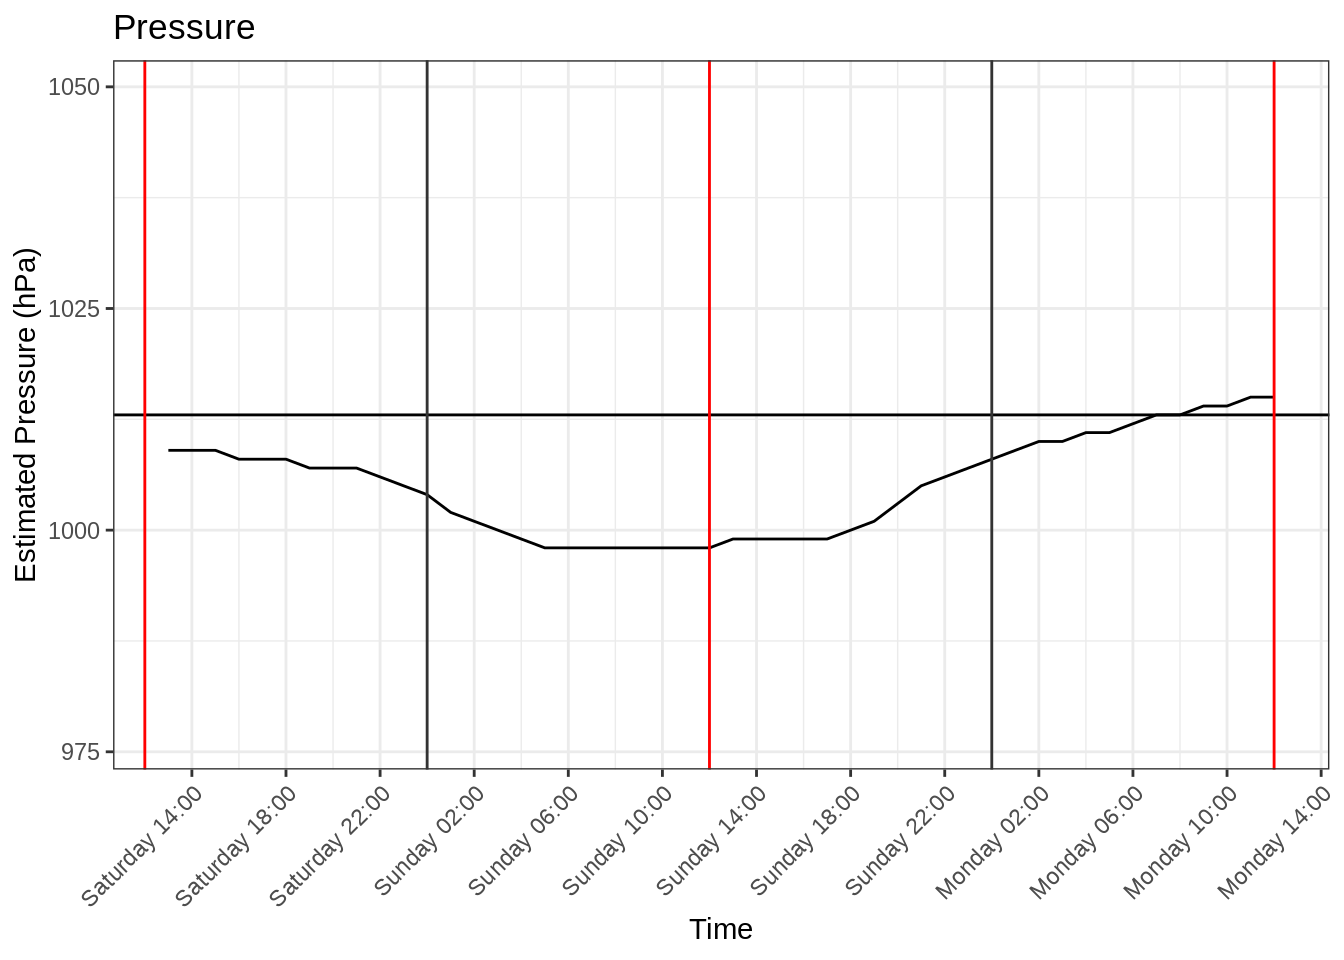 Pressure
1050
1025
1000
975
Estimated Pressure (hPa)
Saturday 14:00
Saturday 18:00
Saturday 22:00
Sunday 02:00
Sunday 06:00
Sunday 10:00
Sunday 14:00
Sunday 18:00
Sunday 22:00
Monday 02:00
Monday 06:00
Monday 10:00
Monday 14:00
Time